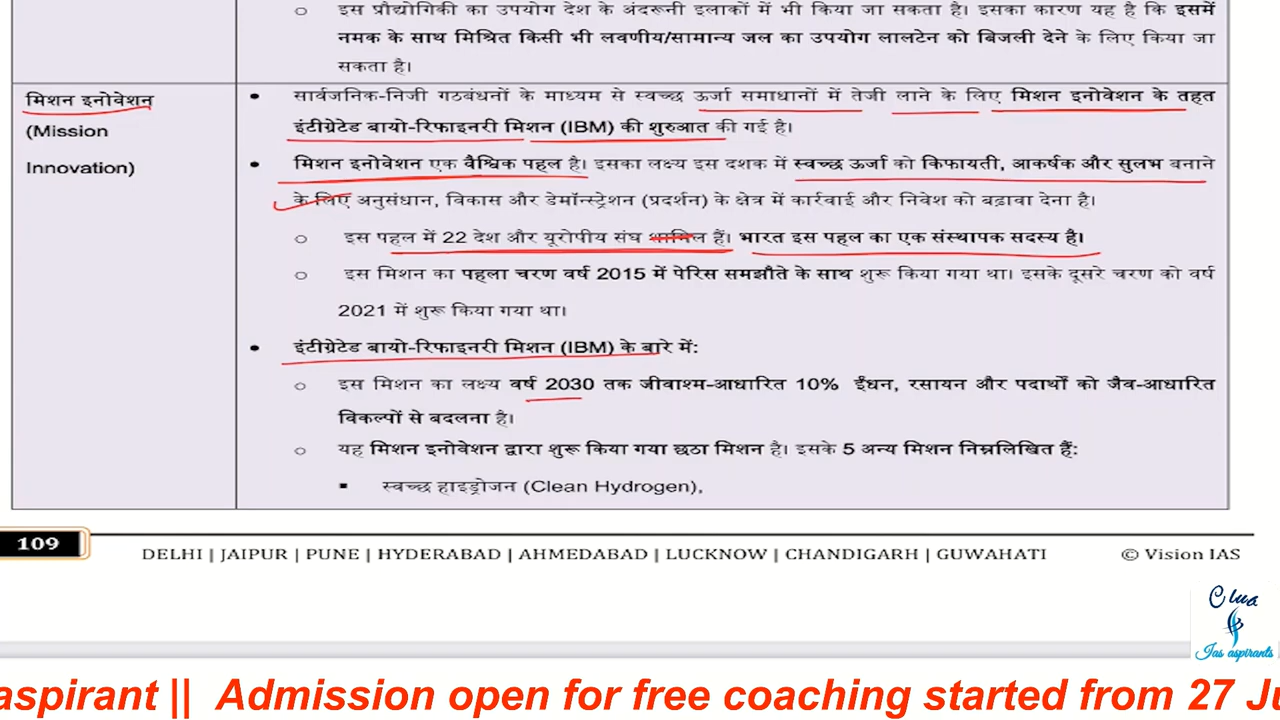 इस प्रौद्योगिकी का उपयोग देश के अंदरूनी इलाकों में भी किया जा सकता है। इसका कारण यह है कि इसमें
नमक के साथ मिश्रित किसी भी लवणीय/सामान्य जल का उपयोग लालटेन को बिजली देने के लिए किया जा
सकता है।
मिशन इनोवेशन
(Mission
Innovation)
सार्वजनिक-निजी गठबंधनों के माध्यम से स्वच्छ ऊर्जा समाधानों में तेजी लाने के लिए मिशन इनोवेशन के तहत
इंटीग्रेटेड बायो-रिफाइनरी मिशन (IBM) की शुरुआत की गई है।
मिशन इनोवेशन एक वैश्विक पहल है। इसका लक्ष्य इस दशक में स्वच्छ ऊर्जा को किफायती, आकर्षक और सुलभ बनाने
के लिए अनुसंधान, विकास और डेमॉन्स्ट्रेशन (प्रदर्शन) के क्षेत्र में कार्रवाई और निवेश को बढ़ावा देना है।
इस पहल में 22 देश और यूरोपीय संघ शामिल हैं। भारत इस पहल का एक संस्थापक सदस्य है।
इस मिशन का पहला चरण वर्ष 2015 में पेरिस समझौते के साथ शुरू किया गया था। इसके दूसरे चरण को वर्ष
2021 में शुरू किया गया था।
इंटीग्रेटेड बायो-रिफाइनरी मिशन (IBM) के बारे में:
इस मिशन का लक्ष्य वर्ष 2030 तक जीवाश्म-आधारित 10% ईंधन, रसायन और पदार्थों को जैव-आधारित
विकल्पों से बदलना है।
यह मिशन इनोवेशन द्वारा शुरू किया गया छठा मिशन है। इसके 5 अन्य मिशन निम्नलिखित हैं:
स्वच्छ हाइड्रोजन (Clean Hydrogen),
109
DELHI | JAIPUR | PUNE | HYDERABAD | AHMEDABAD | LUCKNOW | CHANDIGARH | GUWAHATI
© Vision IAS
Clua
Ias aspirants
aspirant || Admission open for free coaching started from 27 Ju